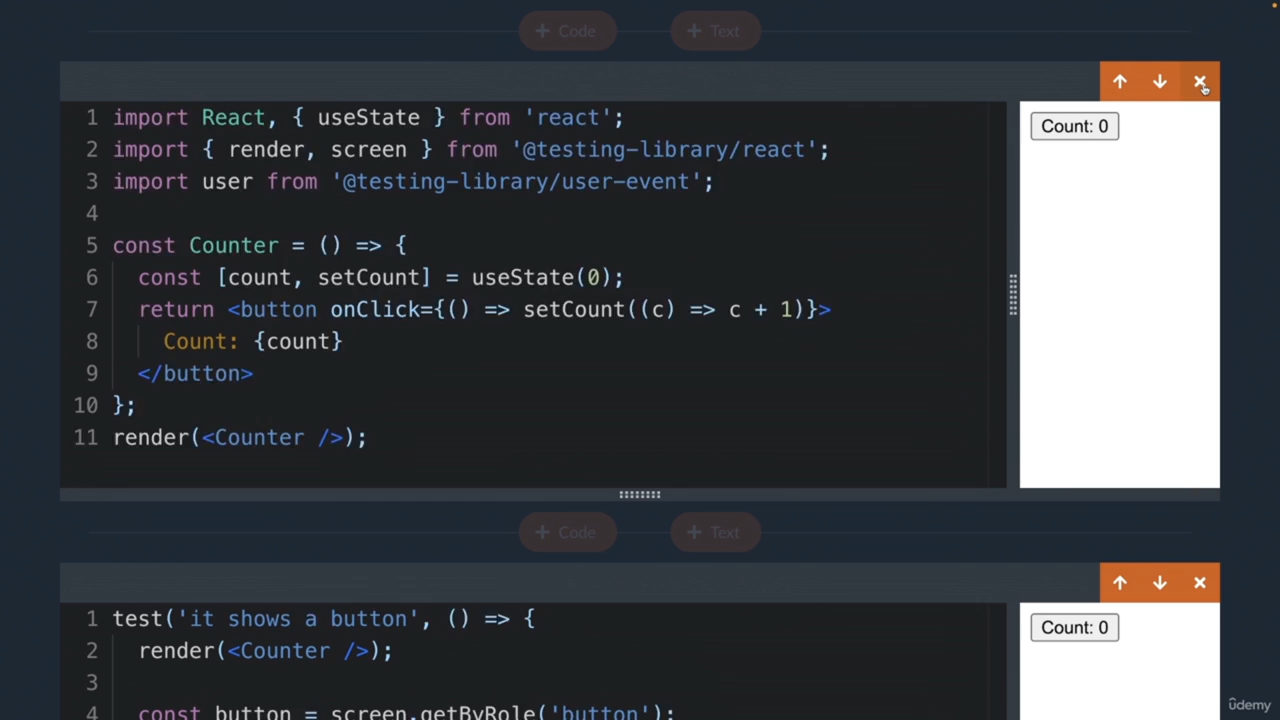 + Code + Text
1 import React, { useState } from 'react';
2 import { render, screen } from '@testing-library/react';
3 import user from '@testing-library/user-event';
4
5 const Counter = () => {
6 const [count, setCount] = useState(0);
7 return <button onClick={() => setCount((c) => c + 1)}>
8 Count: {count}
9 </button>
10 };
11 render(<Counter />);
Count: 0
+ Code + Text
1 test('it shows a button', () => {
2 render(<Counter />);
3
4 const button = screen.getByRole('button');
Count: 0
ûdemy